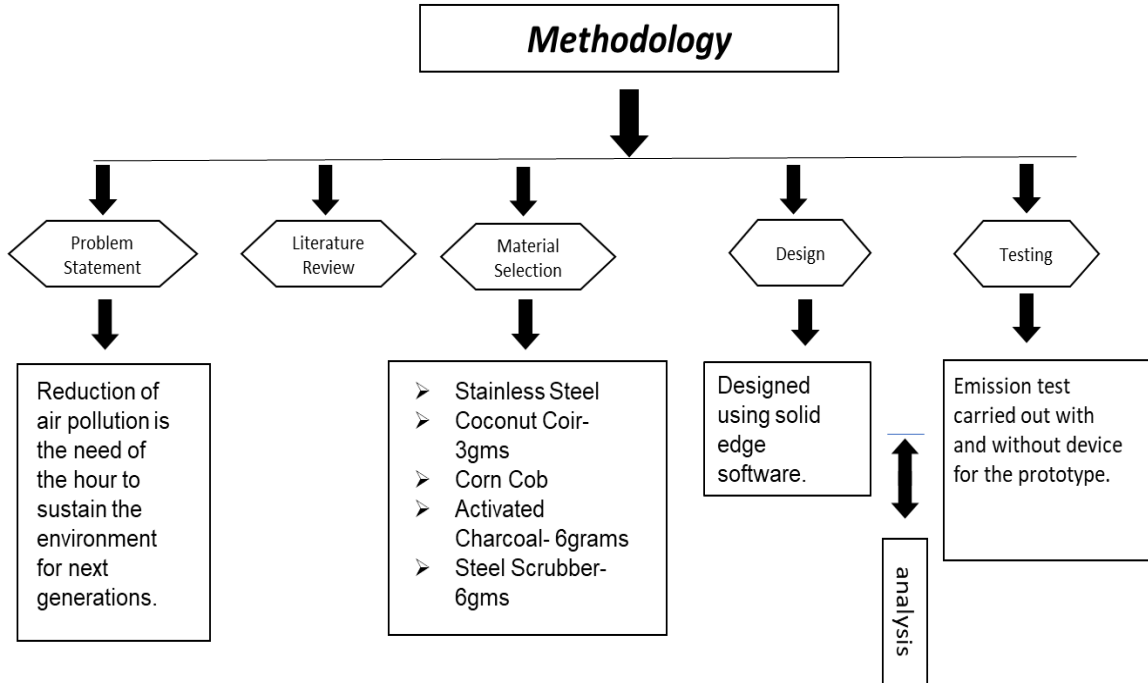 Methodology
Problem
Statement
Literature
Review
Material
Selection
Design
Testing
Reduction of
air pollution is
the need of
the hour to
sustain the
environment
for next
generations.
➢ Stainless Steel
➢ Coconut Coir-
3gms
➢ Corn Cob
➢ Activated
Charcoal- 6grams
➢ Steel Scrubber-
6gms
Designed
using solid
edge
software.
analysis
Emission test
carried out with
and without device
for the prototype.